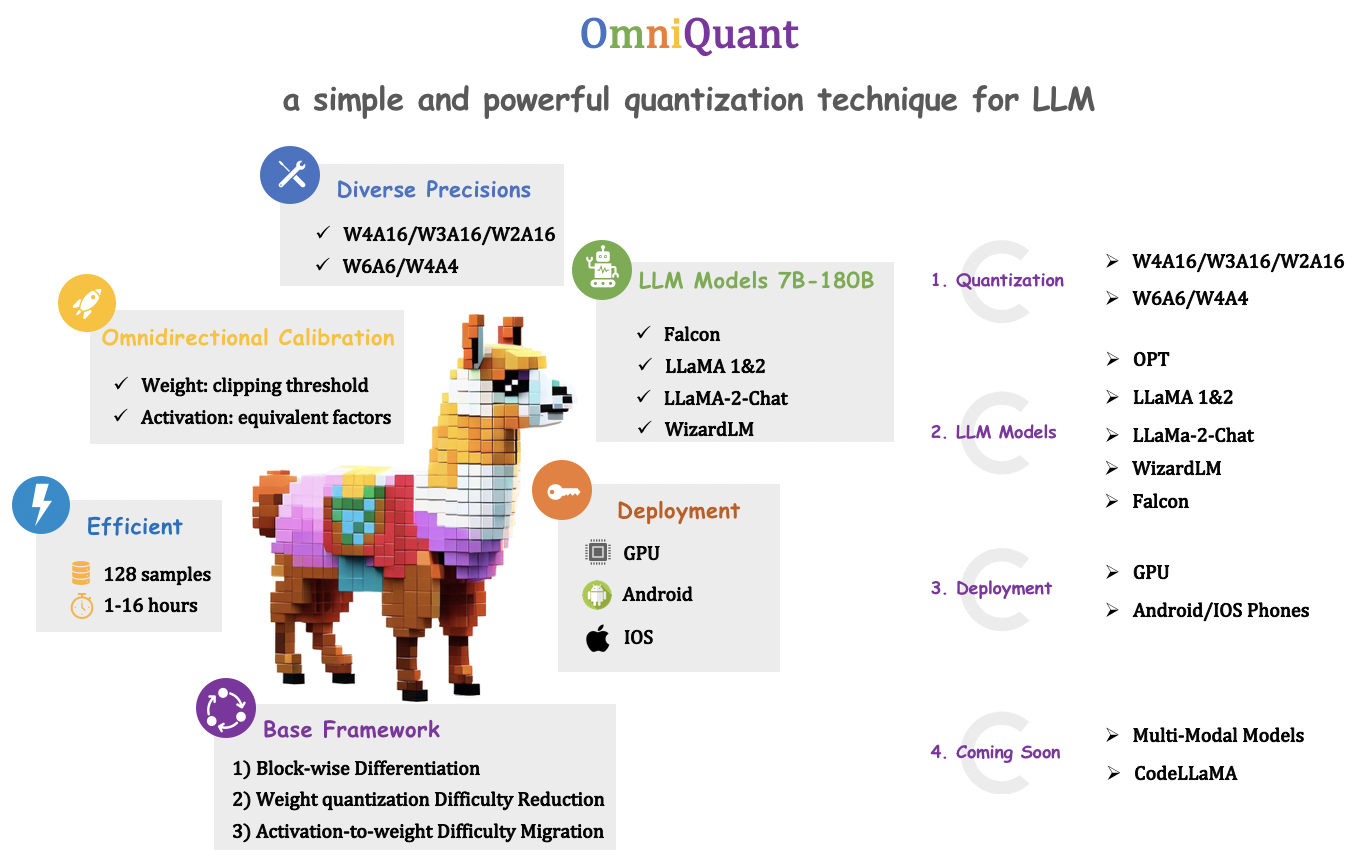 OmniQuant
a simple and powerful quantization technique for LLM
Diverse Precisions
W4A16/W3A16/W2A16
W6A6/W4A4
Omnidirectional Calibration
Weight: clipping threshold
Activation: equivalent factors
LLM Models 7B-180B
Falcon
LLaMA 1&2
LLaMA-2-Chat
WizardLM
Efficient
128 samples
1-16 hours
Deployment
GPU
Android
IOS
Base Framework
1) Block-wise Differentiation
2) Weight quantization Difficulty Reduction
3) Activation-to-weight Difficulty Migration
1. Quantization
W4A16/W3A16/W2A16
W6A6/W4A4
2. LLM Models
OPT
LLaMA 1&2
LLaMa-2-Chat
WizardLM
Falcon
3. Deployment
GPU
Android/IOS Phones
4. Coming Soon
Multi-Modal Models
CodeLLaMA